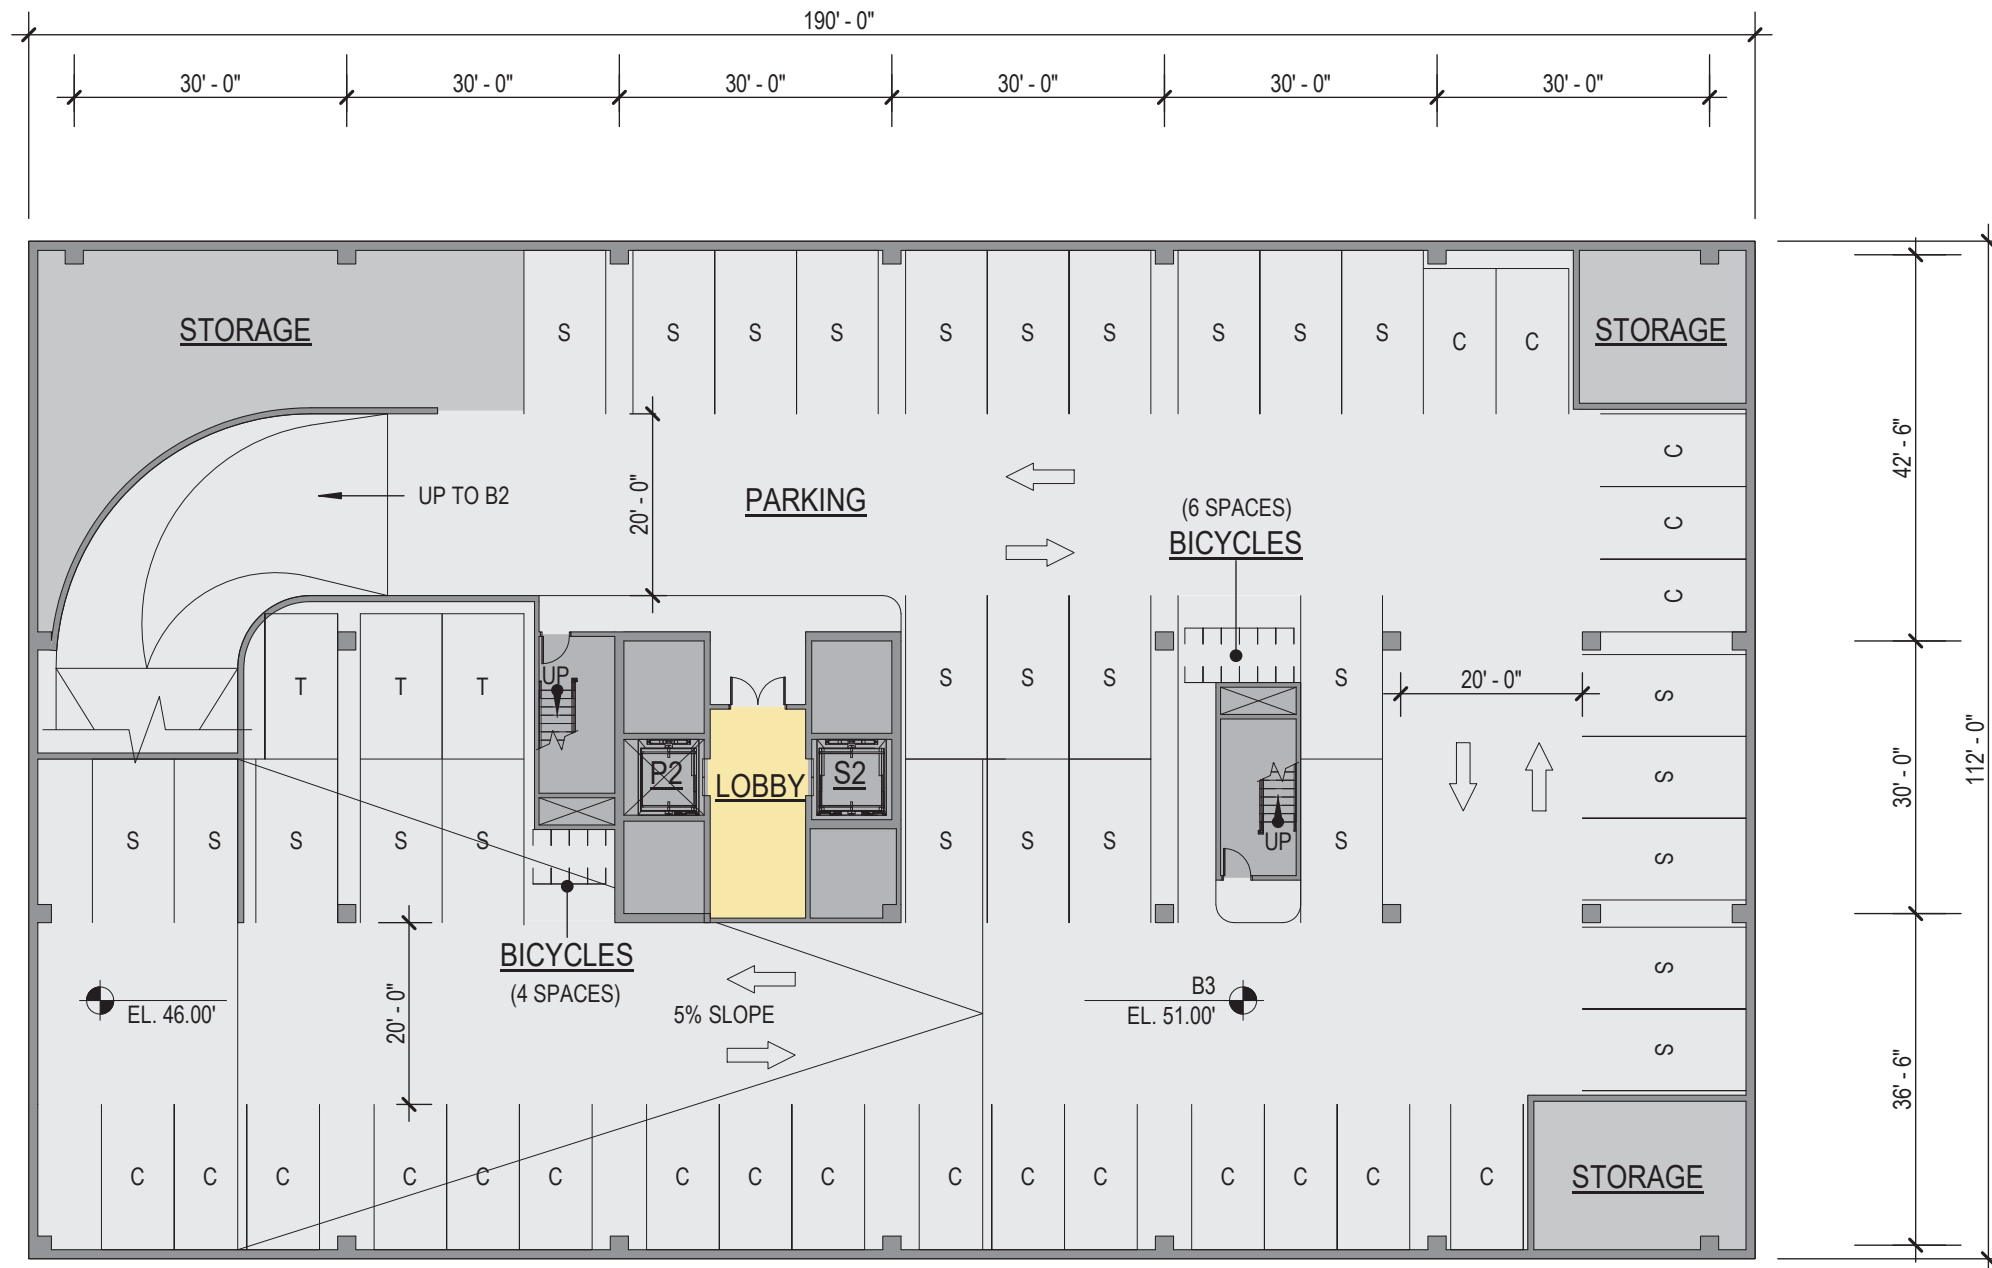 190' - 0"
30' - 0" 30' - 0" 30' - 0" 30' - 0" 30' - 0" 30' - 0"
STORAGE
S S S S S S S S S S
C C
STORAGE
C
C
C
42' - 6"
UP TO B2
20' - 0"
PARKING
(6 SPACES)
BICYCLES
T T T
UP
S S S
S
20' - 0"
S
S
S
30' - 0"
112' - 0"
P2
LOBBY
S2
S S S S S
S S S
UP
S
BICYCLES
(4 SPACES)
EL. 46.00'
20' - 0"
5% SLOPE
B3
EL. 51.00'
S
S
36' - 6"
C C C C C C C C C C C C C C C C
STORAGE